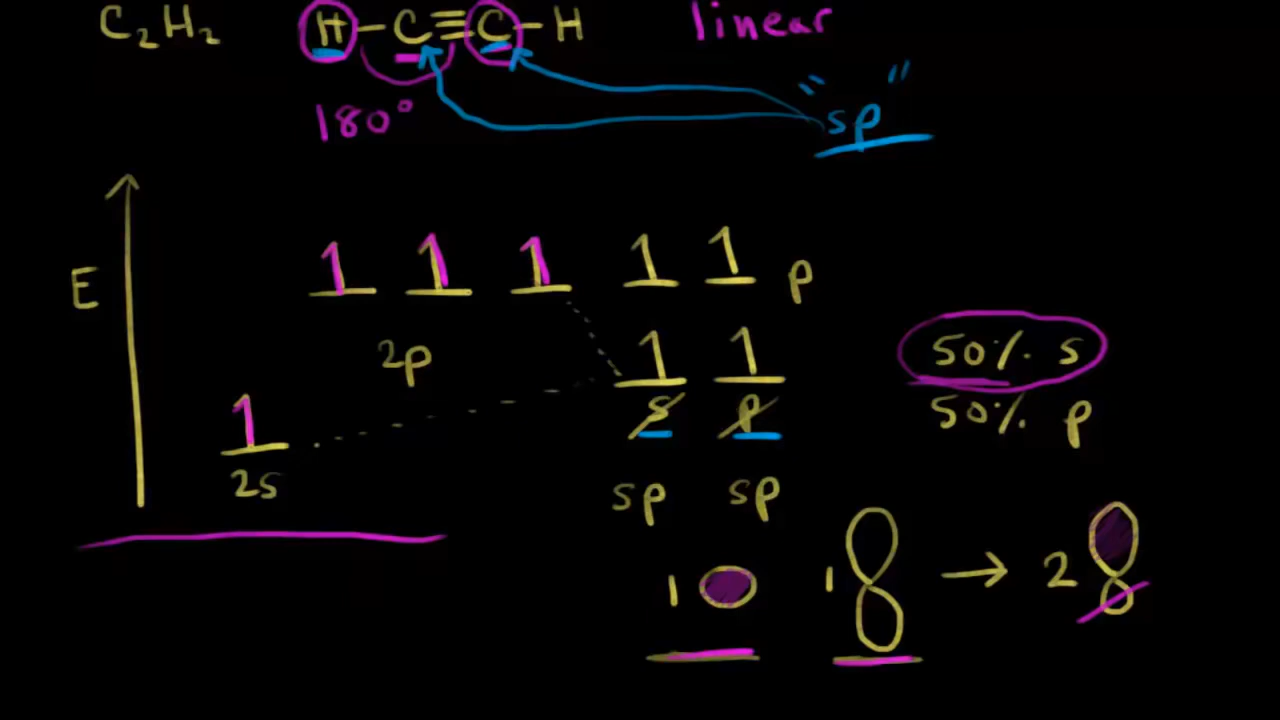 C₂H₂ H-C≡C-H linear
180° "sp"
1 1 1 1 1 p
E
2p 1 1 50% s
1 s p 50% p
2s sp sp
1 1 → 2